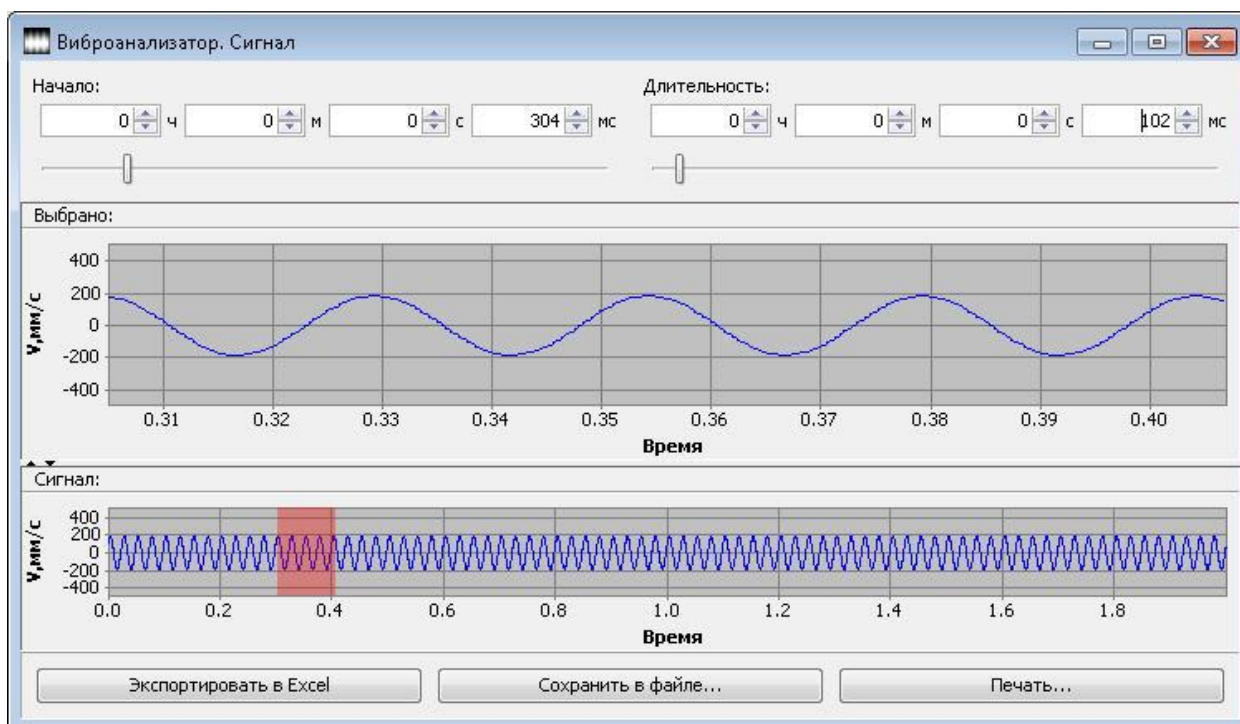 Виброанализатор. Сигнал
Начало: Длительность:
0 ч 0 м 0 с 304 мс 0 ч 0 м 0 с 102 мс
Выбрано:
V,мм/с
400
200
0
-200
-400
0.31 0.32 0.33 0.34 0.35 0.36 0.37 0.38 0.39 0.40
Время
Сигнал:
V,мм/с
400
200
0
-200
-400
0.0 0.2 0.4 0.6 0.8 1.0 1.2 1.4 1.6 1.8
Время
Экспортировать в Excel Сохранить в файле... Печать...